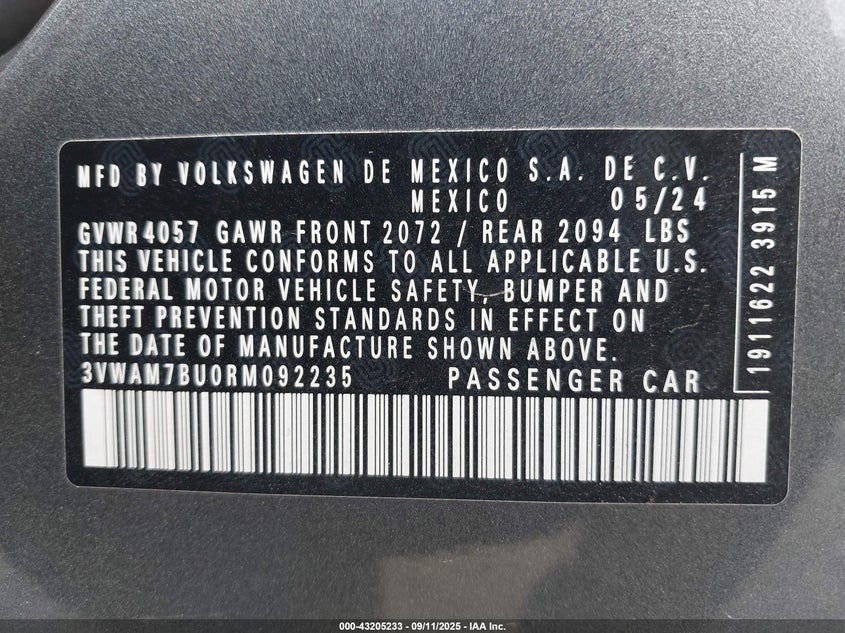 MFD BY VOLKSWAGEN DE MEXICO S.A. DE C.V.
MEXICO 05/24
GVWR4057 GAWR FRONT 2072 / REAR 2094 LBS
THIS VEHICLE CONFORMS TO ALL APPLICABLE U.S.
FEDERAL MOTOR VEHICLE SAFETY, BUMPER AND
THEFT PREVENTION STANDARDS IN EFFECT ON
THE DATE OF MANUFACTURE SHOWN ABOVE.
3VWAM7BU0RM092235 PASSENGER CAR
1911622 3915 M
000-43205233 - 09/11/2025 - IAA Inc.